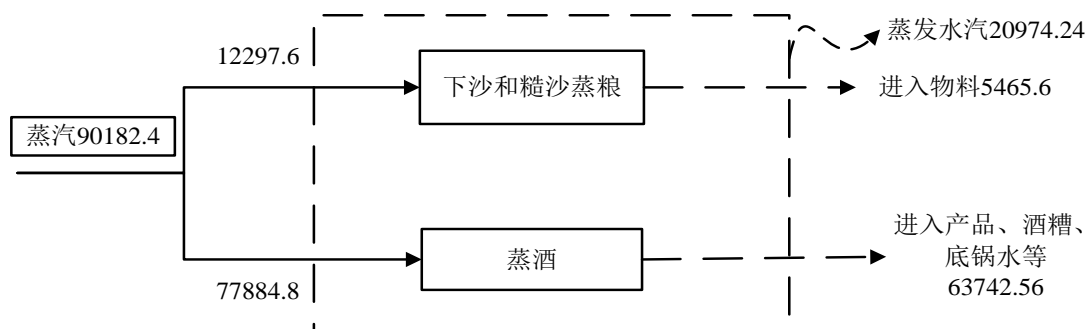 蒸发水汽20974.24
12297.6
下沙和糙沙蒸粮
进入物料5465.6
蒸汽90182.4
进入产品、酒糟、
底锅水等
63742.56
蒸酒
77884.8